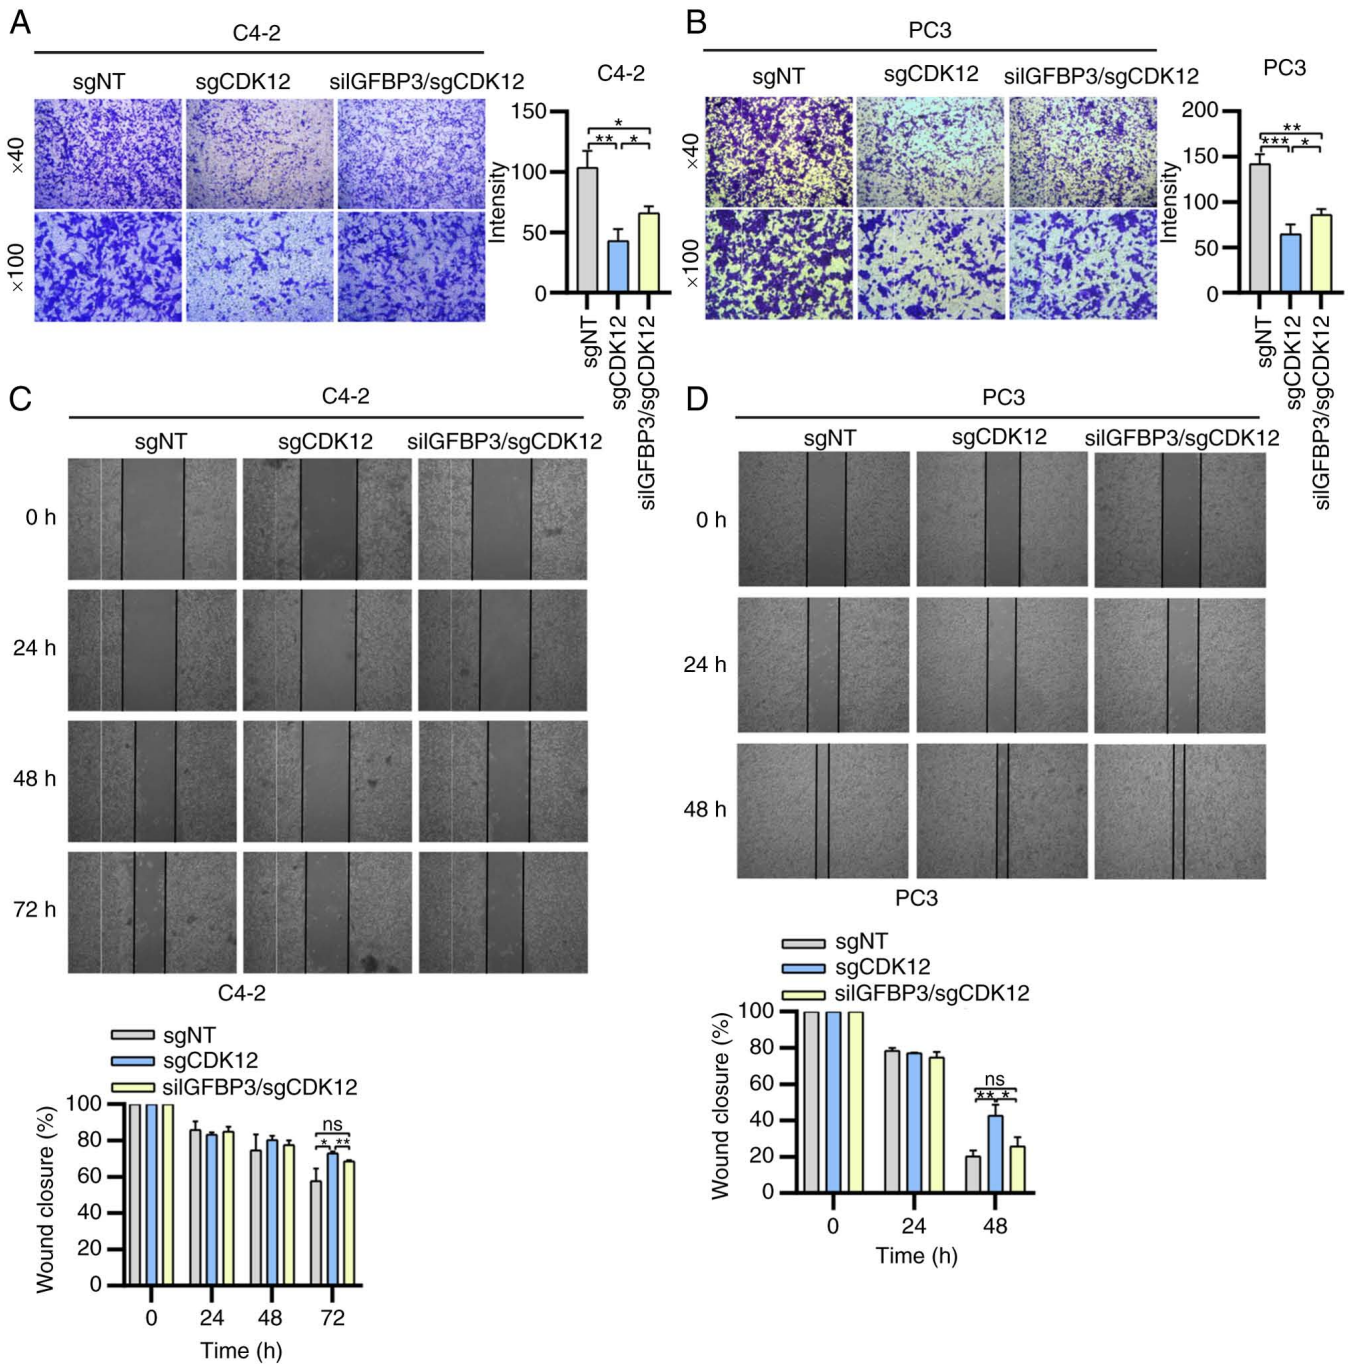 A
C4-2
sgNT
sgCDK12
siIGFBP3/sgCDK12
×40
×100
C4-2
Intensity
150
100
50
0
*
** *
sgNT
sgCDK12
siIGFBP3/sgCDK12
B
PC3
sgNT
sgCDK12
siIGFBP3/sgCDK12
×40
×100
PC3
Intensity
200
150
100
50
0
**
*** *
sgNT
sgCDK12
siIGFBP3/sgCDK12
C
C4-2
sgNT
sgCDK12
siIGFBP3/sgCDK12
0 h
24 h
48 h
72 h
C4-2
sgNT
sgCDK12
siIGFBP3/sgCDK12
Wound closure (%)
100
80
60
40
20
0
ns
* **
0 24 48 72
Time (h)
D
PC3
sgNT
sgCDK12
siIGFBP3/sgCDK12
0 h
24 h
48 h
PC3
sgNT
sgCDK12
siIGFBP3/sgCDK12
Wound closure (%)
100
80
60
40
20
0
ns
** *
0 24 48
Time (h)